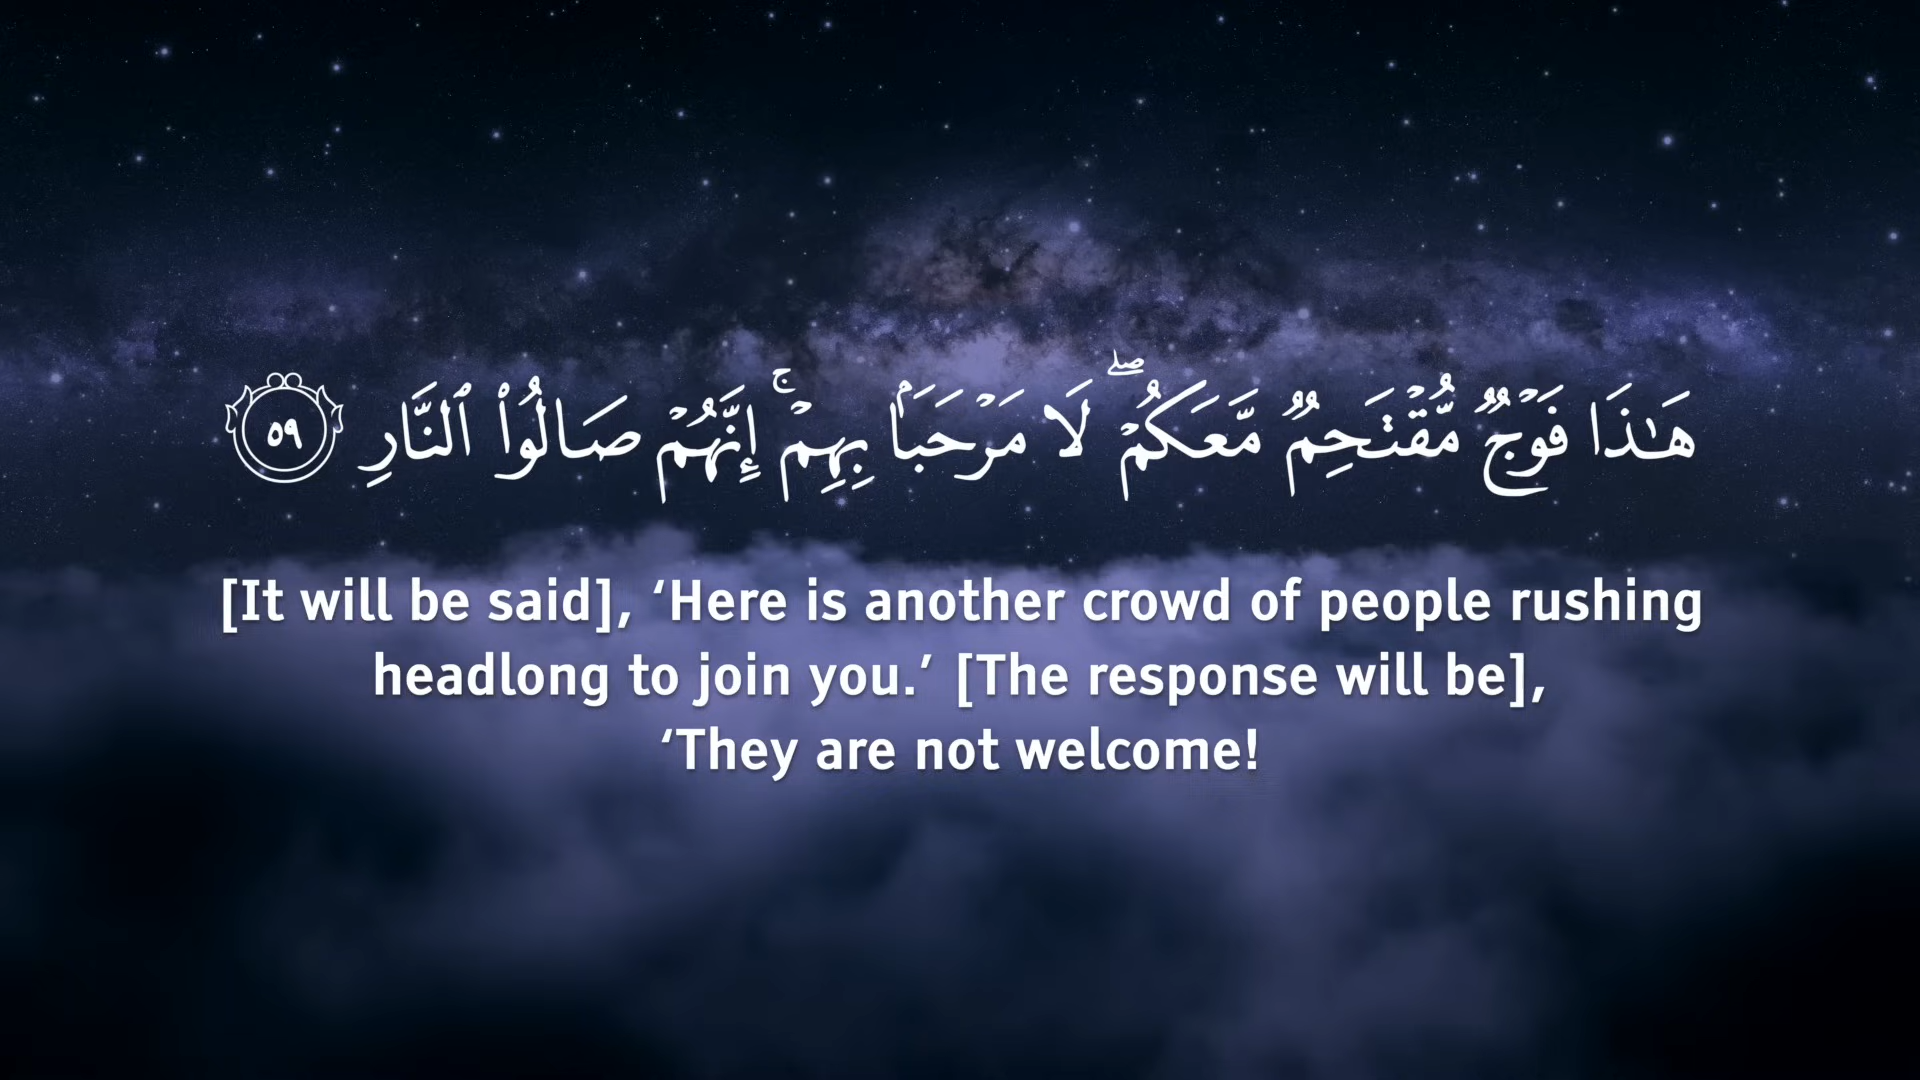 هَـٰذَا فَوْجٌ مُّقْتَحِمٌ مَّعَكُمْ ۖ لَا مَرْحَبًۢا بِهِمْ ۚ إِنَّهُمْ صَالُوا۟ ٱلنَّارِ ٥٩
[It will be said], ‘Here is another crowd of people rushing
headlong to join you.’ [The response will be],
‘They are not welcome!